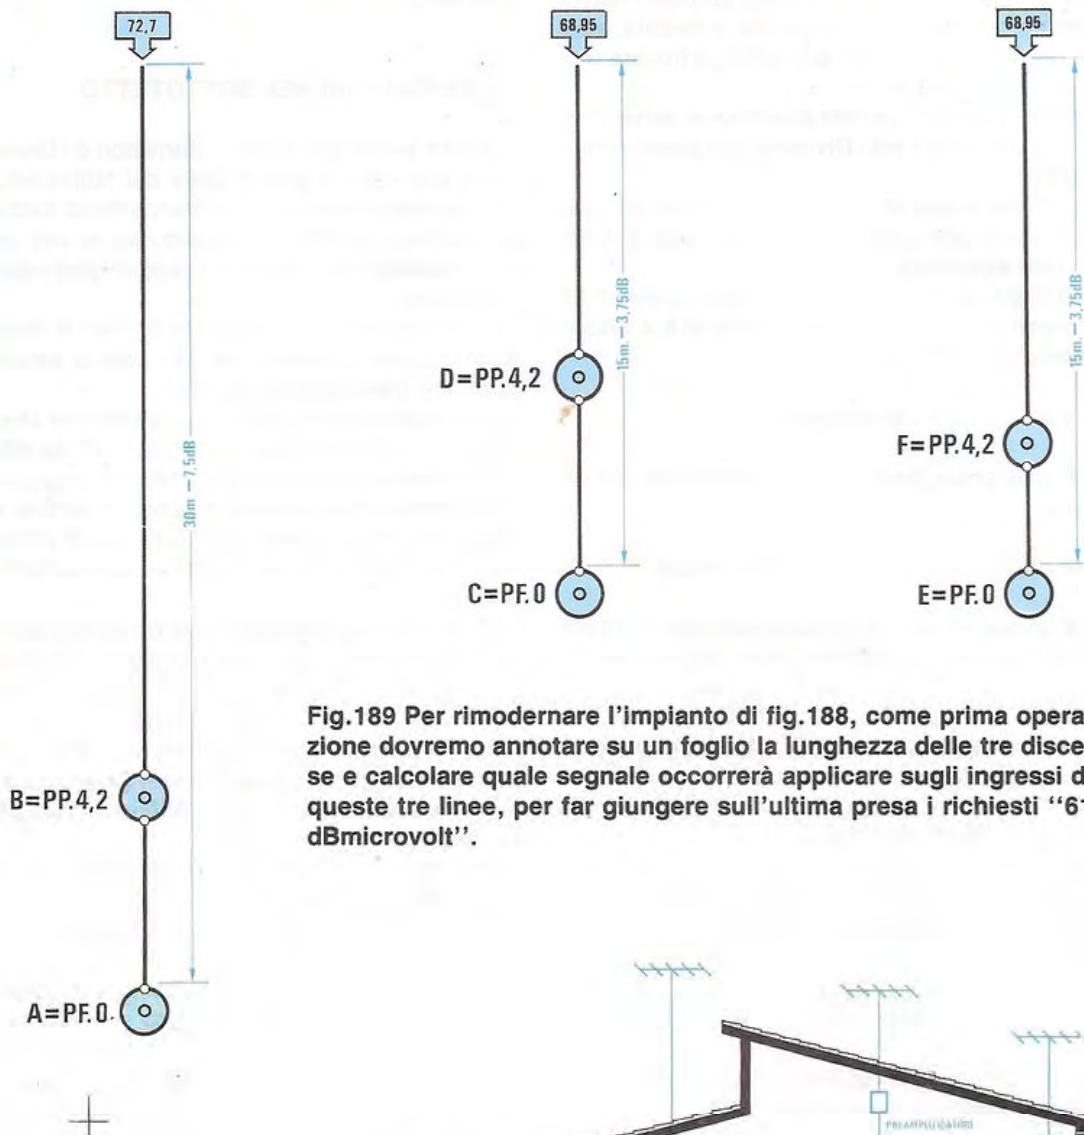 72,7
68,95
68,95
30m –7,5dB
15m. –3,75dB
15m. –3,75dB
D=PP.4,2
F=PP.4,2
C=PF.0
E=PF.0
B=PP.4,2
A=PF.0.
Fig.189 Per rimodernare l'impianto di fig.188, come prima opera-
zione dovremo annotare su un foglio la lunghezza delle tre disce-
se e calcolare quale segnale occorrerà applicare sugli ingressi d
queste tre linee, per far giungere sull'ultima presa i richiesti ''61
dBmicrovolt''.
PREAMPLIFICATORE